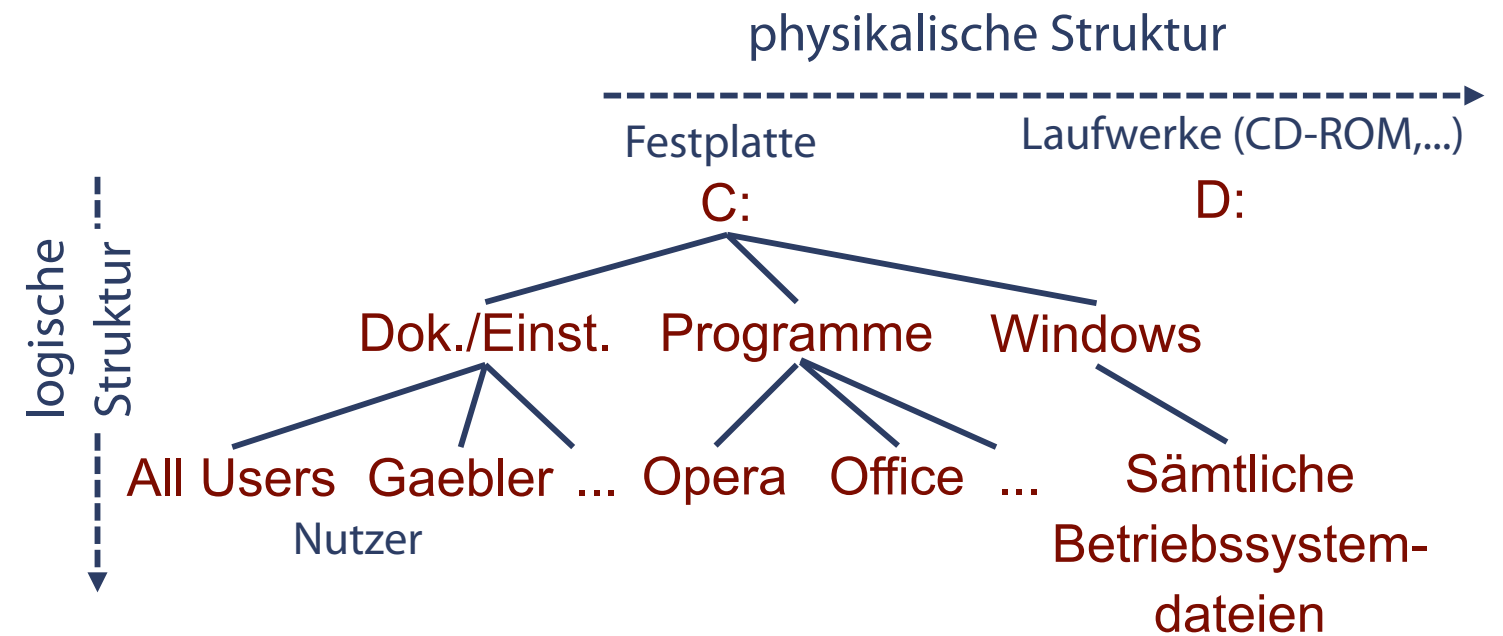 physikalische Struktur
Festplatte Laufwerke (CD-ROM,...)
C: D:
logische
Struktur
Dok./Einst. Programme Windows
All Users Gaebler ... Opera Office ... Sämtliche
Nutzer Betriebssystem-
dateien